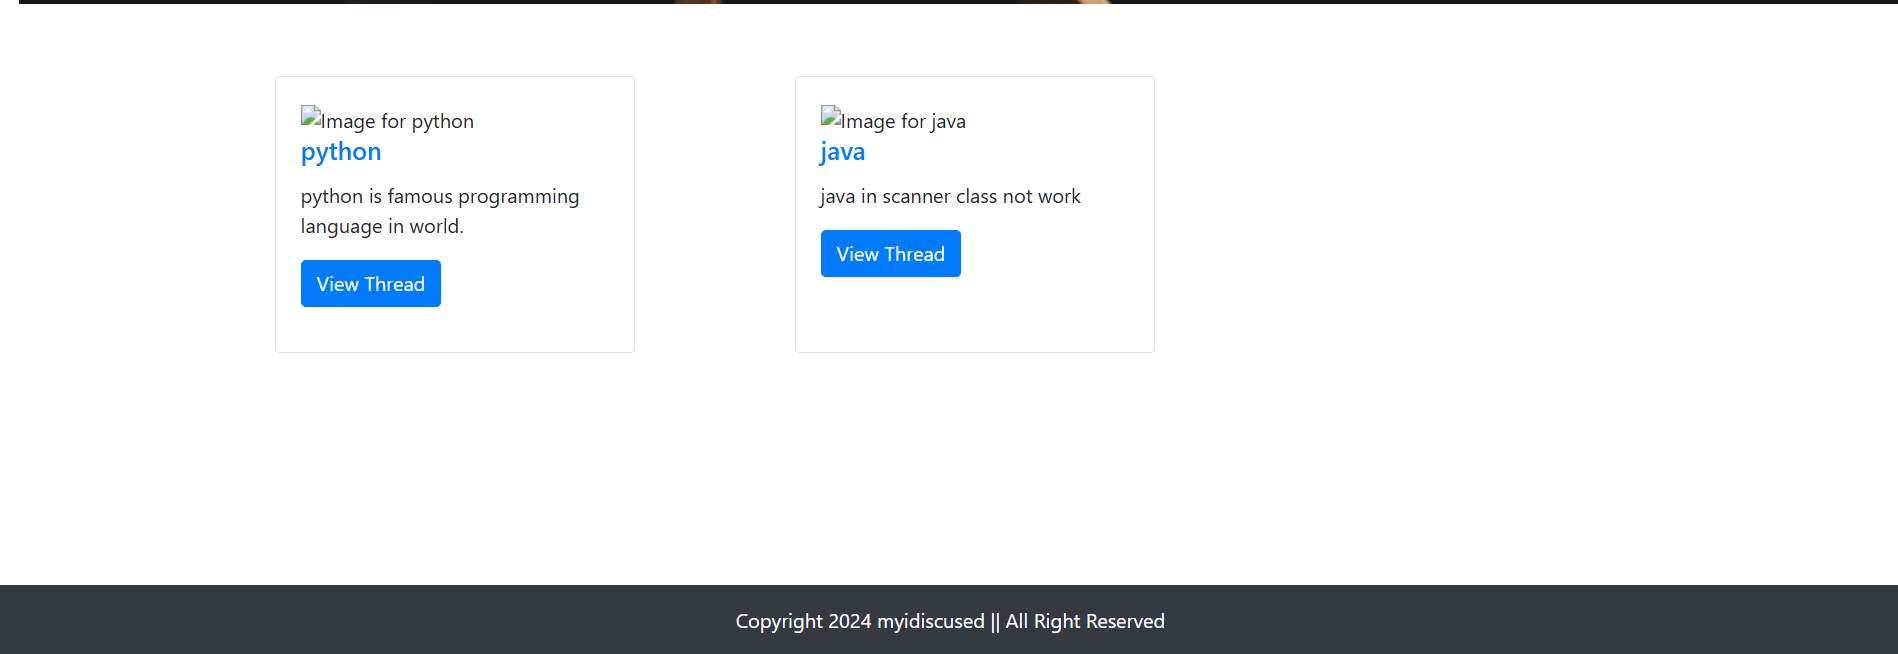 Image for python
python
python is famous programming
language in world.
View Thread
Image for java
java
java in scanner class not work
View Thread
Copyright 2024 myidiscused || All Right Reserved